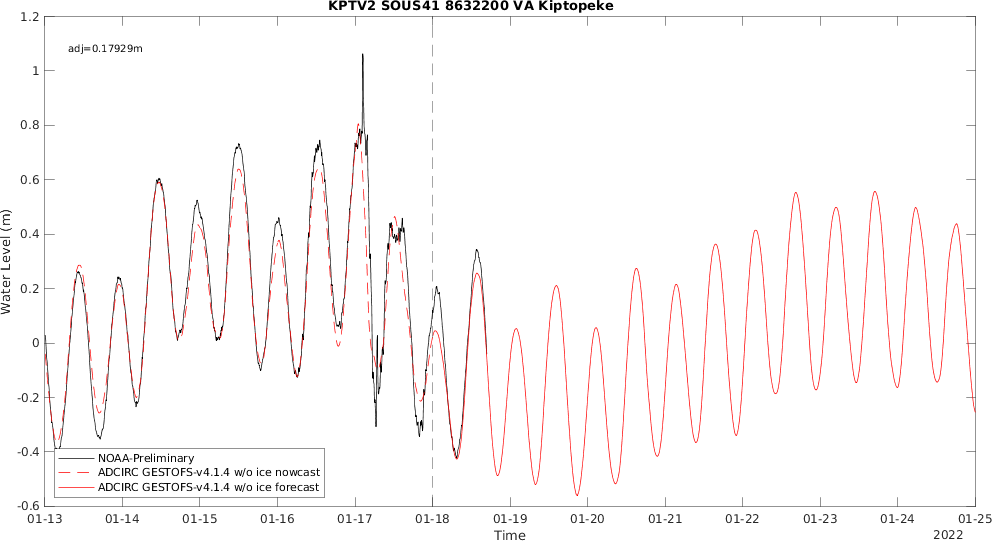 KPTV2 SOUS41 8632200 VA Kiptopeke
adj=0.17929m
Water Level (m)
1.2
1
0.8
0.6
0.4
0.2
0
-0.2
-0.4
-0.6
NOAA-Preliminary
ADCIRC GESTOFS-v4.1.4 w/o ice nowcast
ADCIRC GESTOFS-v4.1.4 w/o ice forecast
01-13 01-14 01-15 01-16 01-17 01-18 01-19 01-20 01-21 01-22 01-23 01-24 01-25
Time
2022